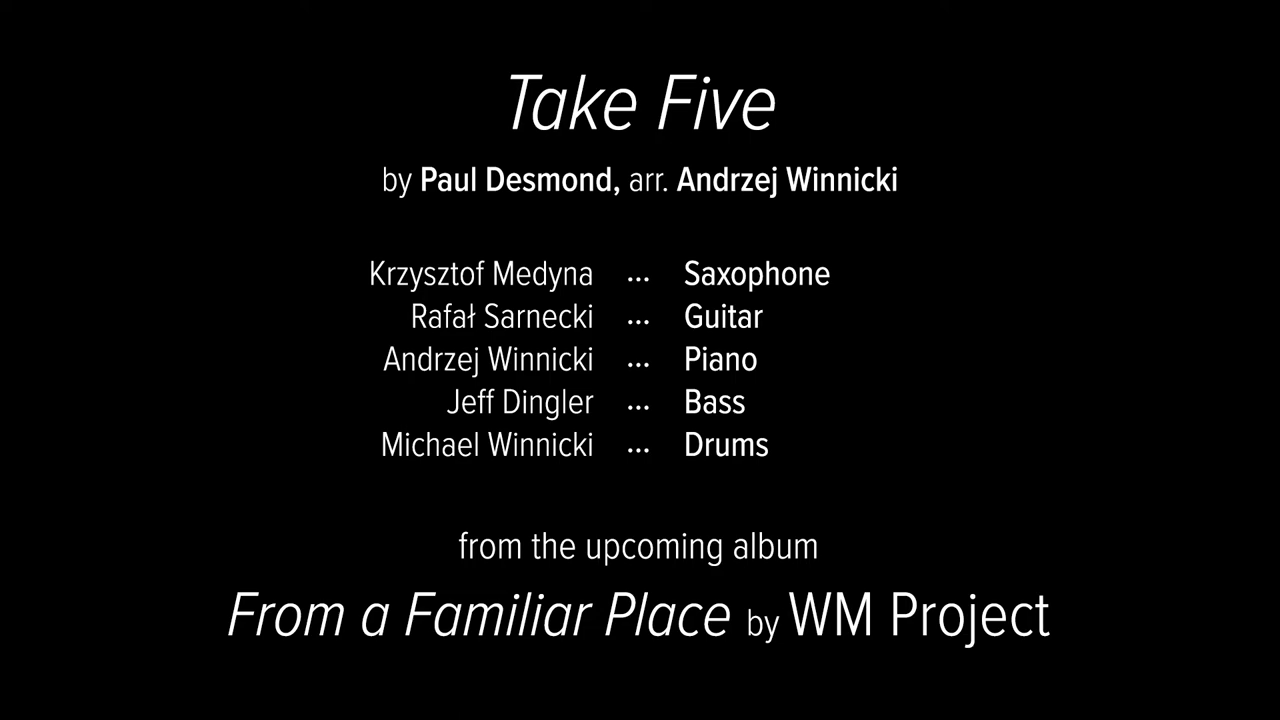 Take Five
by Paul Desmond, arr. Andrzej Winnicki
Krzysztof Medyna ... Saxophone
Rafał Sarnecki ... Guitar
Andrzej Winnicki ... Piano
Jeff Dingler ... Bass
Michael Winnicki ... Drums
from the upcoming album
From a Familiar Place by WM Project